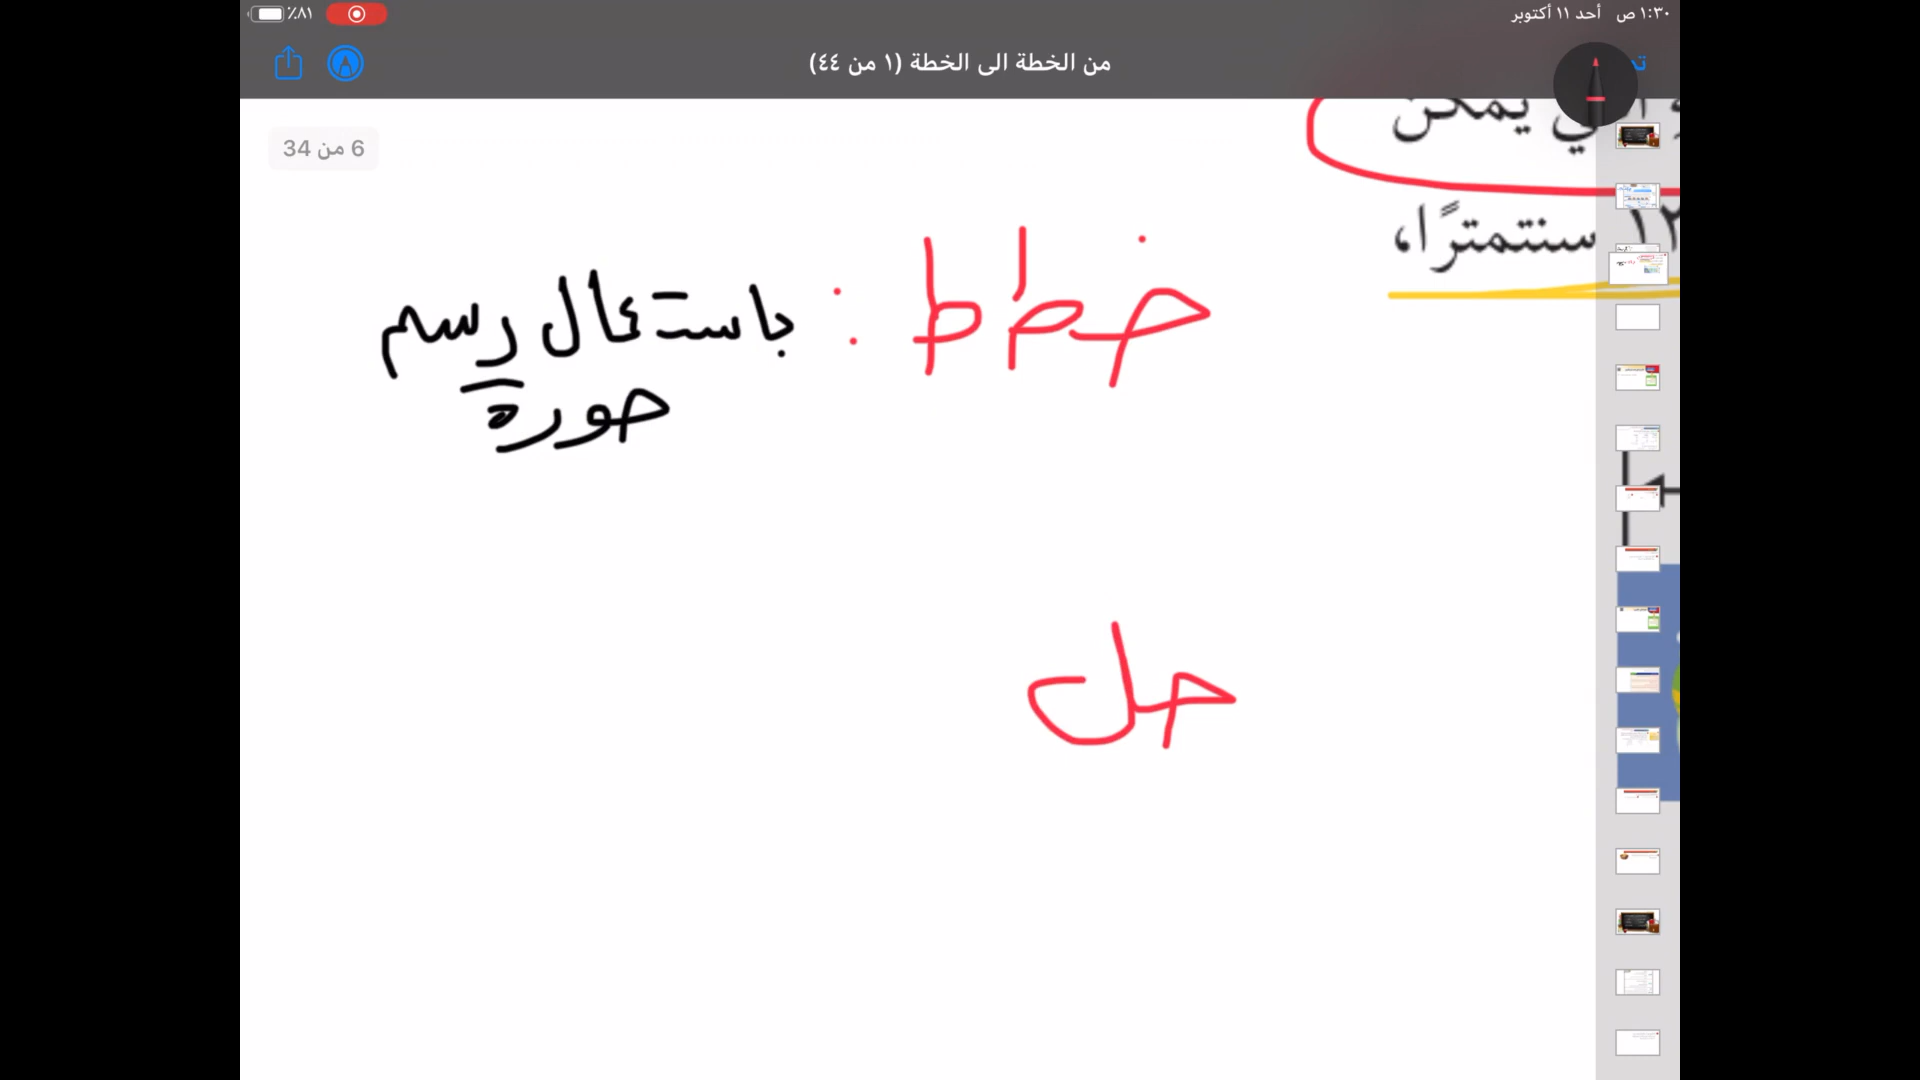 ١:٣٠ ص أحد ١١ أكتوبر
٪٨١
من الخطة الى الخطة (١ من ٤٤)
6 من 34
يمكن
١٢ سنتمترًا،
خطط : باستعمال رسم
صورة
حل